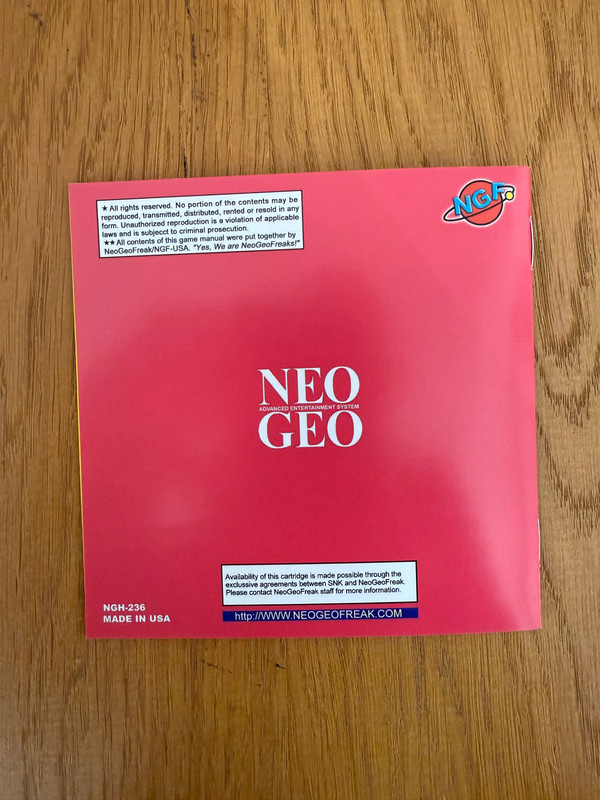 ★ All rights reserved. No portion of the contents may be
reproduced, transmitted, distributed, rented or resold in any
form. Unauthorized reproduction is a violation of applicable
laws and is subjecct to criminal prosecution.
★★All contents of this game manual were put together by
NeoGeoFreak/NGF-USA. "Yes, We are NeoGeoFreaks!"
NGF
NEO
ADVANCED ENTERTAINMENT SYSTEM
GEO
Availability of this cartridge is made possible through the
exclussive agreements between SNK and NeoGeoFreak.
Please contact NeoGeoFreak staff for more information.
NGH-236
MADE IN USA
http://WWW.NEOGEOFREAK.COM